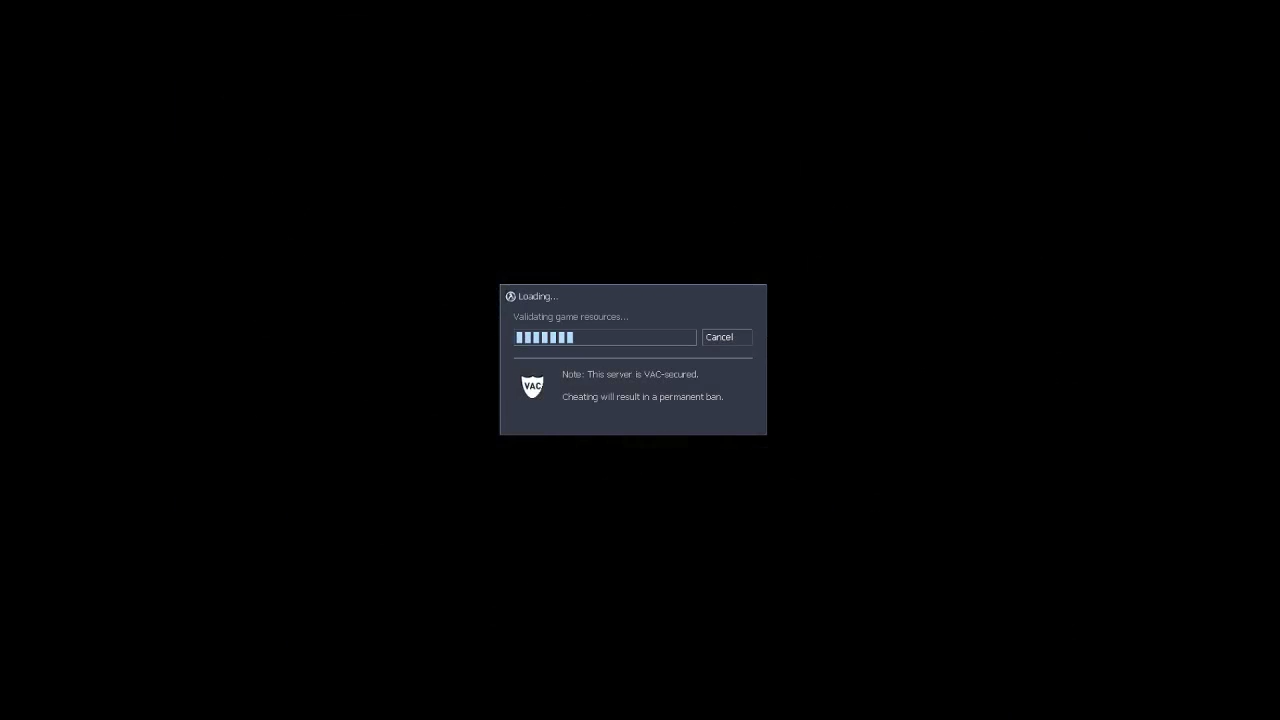 Loading...
Validating game resources...
Cancel
VAC
Note: This server is VAC-secured.
Cheating will result in a permanent ban.